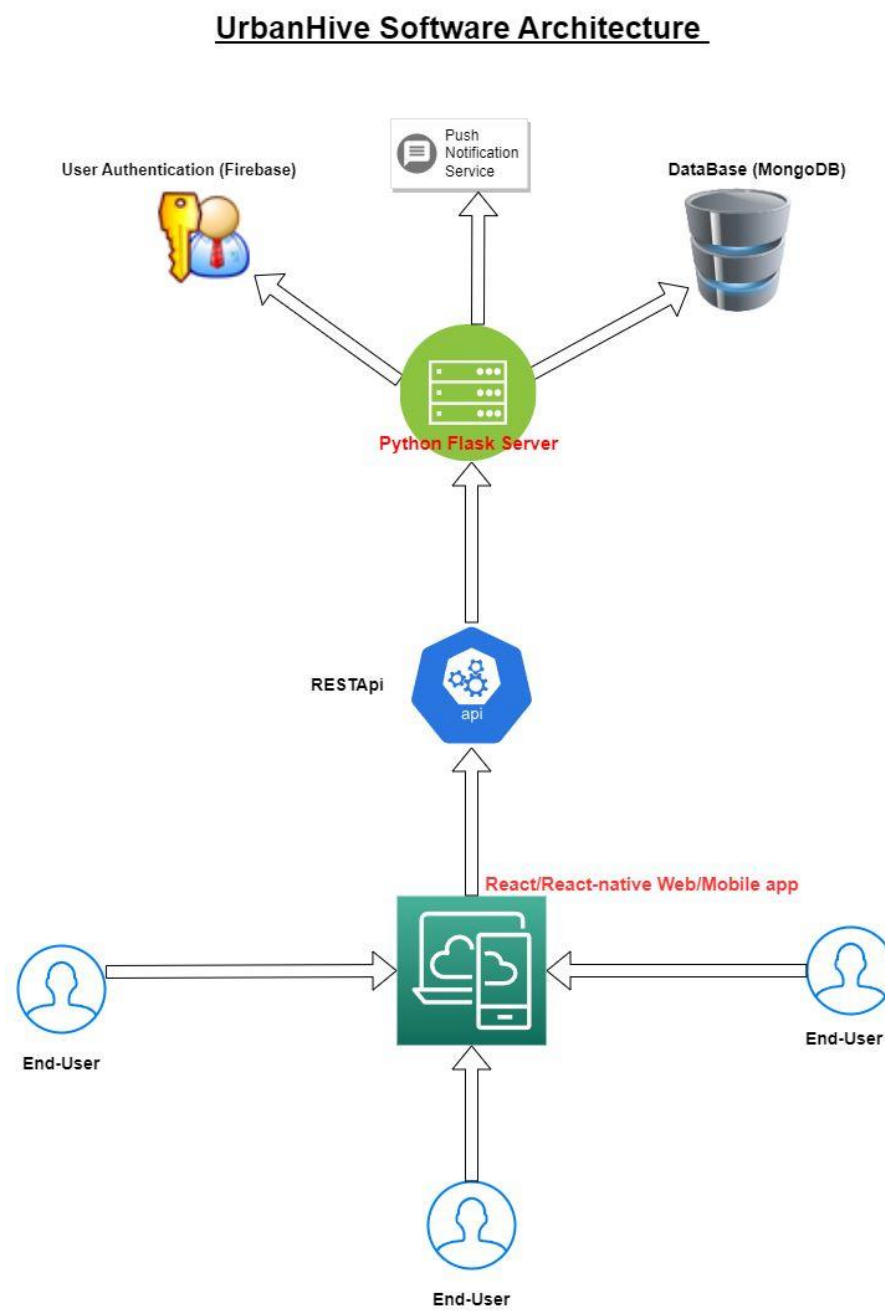 UrbanHive Software Architecture
Push
Notification
Service
User Authentication (Firebase)
DataBase (MongoDB)
Python Flask Server
RESTApi
api
React/React-native Web/Mobile app
End-User
End-User
End-User